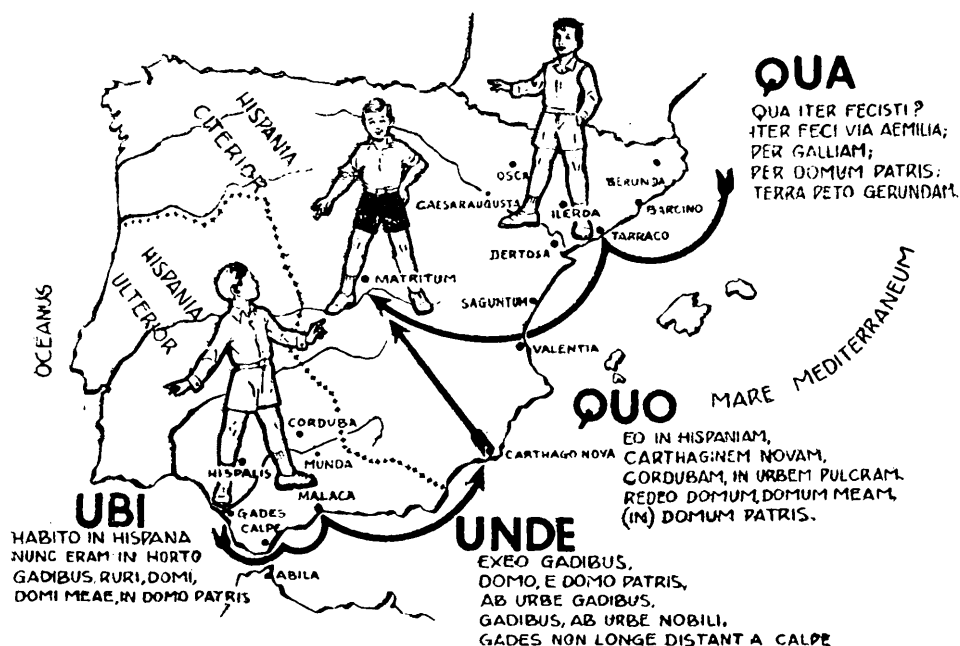 QUA
QUA ITER FECISTI?
ITER FECI VIA AEMILIA;
PER GALLIAM;
PER DOMUM PATRIS;
TERRA PETO GERUNDAM.
HISPANIA
CITERIOR
OSCA
BERUNDA
CAESARAUGUSTA
ILERDA
BARCINO
TARRACO
DERTOSA
HISPANIA
ULTERIOR
MATRITUM
SAGUNTUM
OCEANUS
VALENTIA
MARE MEDITERRANEUM
QUO
EO IN HISPANIAM,
CARTHAGINEM NOVAM,
CORDUBAM, IN URBEM PULCRAM.
REDEO DOMUM, DOMUM MEAM,
(IN) DOMUM PATRIS.
CORDUBA
CARTHAGO NOVA
MUNDA
HISPALIS
MALACA
GADES
CALPE
ABILA
UBI
HABITO IN HISPANA
NUNC ERAM IN HORTO
GADIBUS, RURI, DOMI,
DOMI MEAE, IN DOMO PATRIS
UNDE
EXEO GADIBUS,
DOMO, E DOMO PATRIS,
AB URBE GADIBUS,
GADIBUS, AB URBE NOBILI.
GADES NON LONGE DISTANT A CALPE